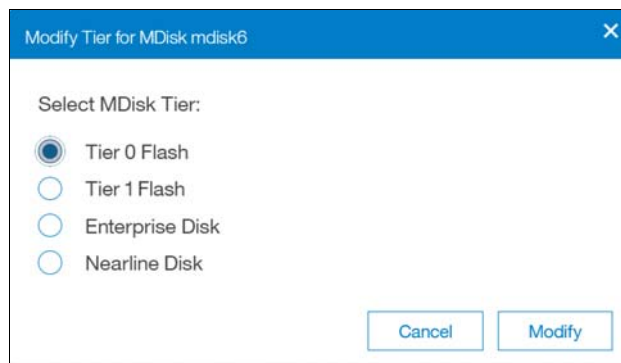 Modify Tier for MDisk mdisk6
Select MDisk Tier:
Tier 0 Flash
Tier 1 Flash
Enterprise Disk
Nearline Disk
Cancel Modify